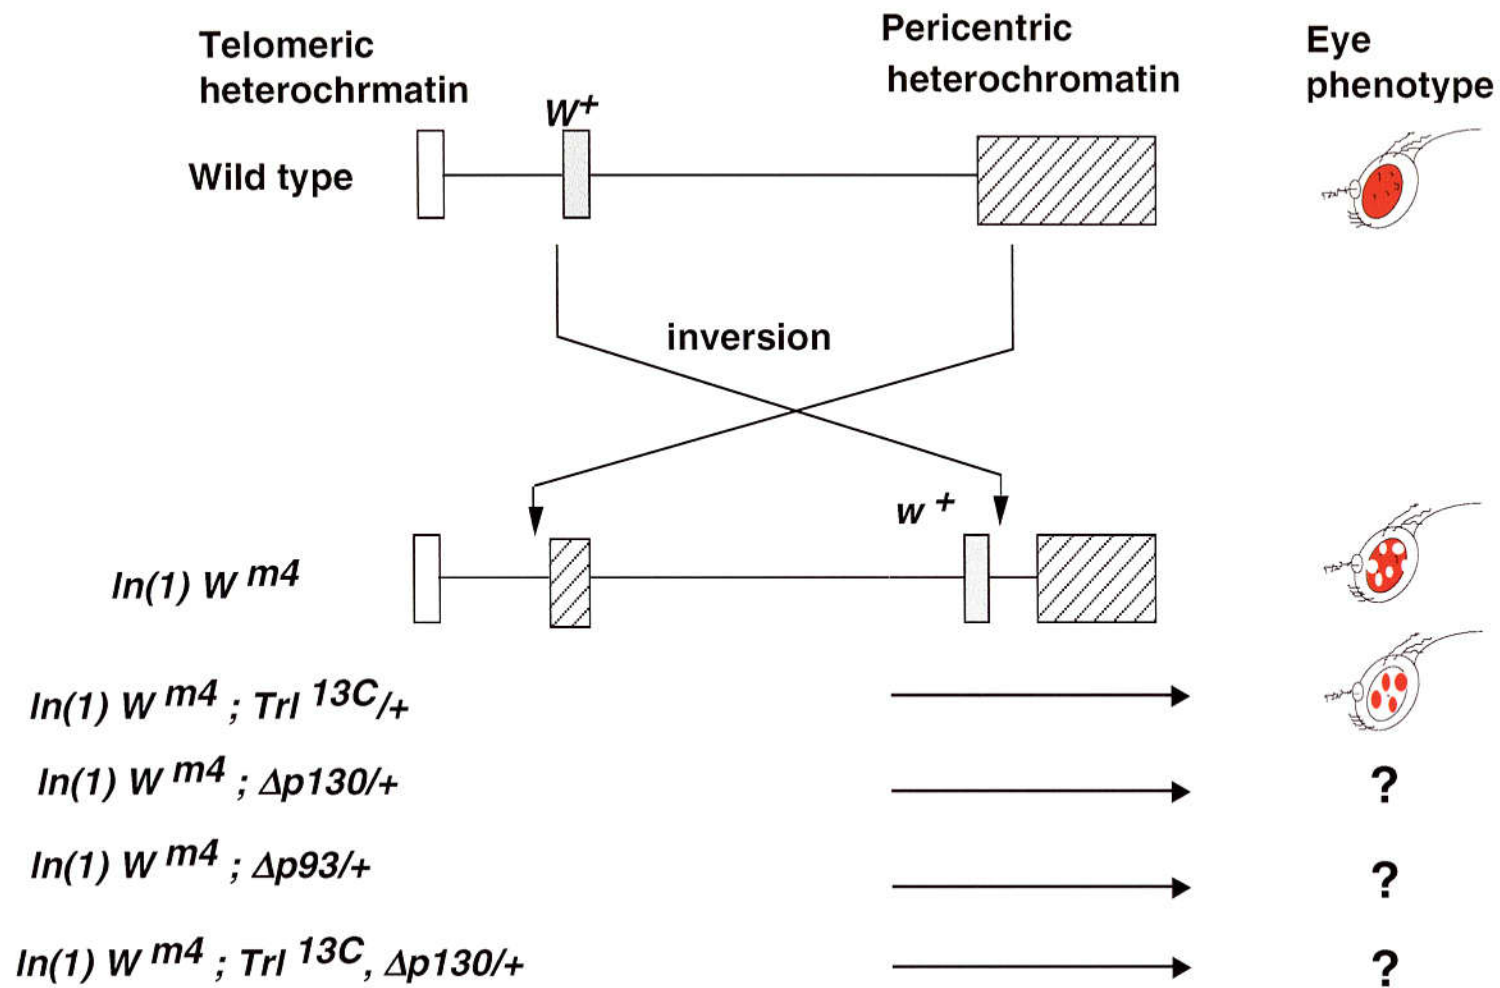 Telomeric
heterochrmatin
W+
Pericentric
heterochromatin
Eye
phenotype
Wild type
inversion
w +
In(1) W m4
In(1) W m4 ; Trl 13C/+
In(1) W m4 ; Δp130/+
?
In(1) W m4 ; Δp93/+
?
In(1) W m4 ; Trl 13C, Δp130/+
?